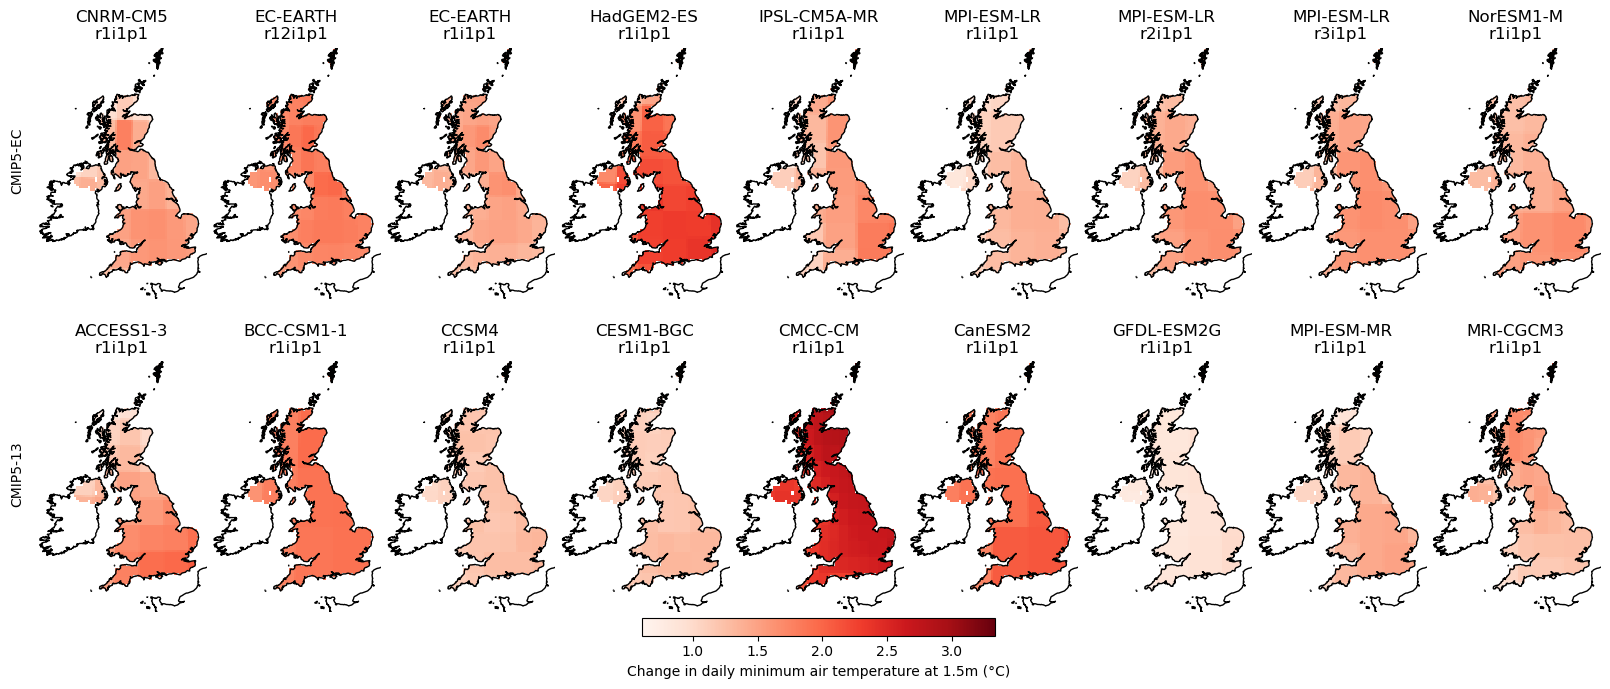 CNRM-CM5
r1i1p1
EC-EARTH
r12i1p1
EC-EARTH
r1i1p1
HadGEM2-ES
r1i1p1
IPSL-CM5A-MR
r1i1p1
MPI-ESM-LR
r1i1p1
MPI-ESM-LR
r2i1p1
MPI-ESM-LR
r3i1p1
NorESM1-M
r1i1p1
CMIP5-EC
ACCESS1-3
r1i1p1
BCC-CSM1-1
r1i1p1
CCSM4
r1i1p1
CESM1-BGC
r1i1p1
CMCC-CM
r1i1p1
CanESM2
r1i1p1
GFDL-ESM2G
r1i1p1
MPI-ESM-MR
r1i1p1
MRI-CGCM3
r1i1p1
CMIP5-13
1.0 1.5 2.0 2.5 3.0
Change in daily minimum air temperature at 1.5m (°C)